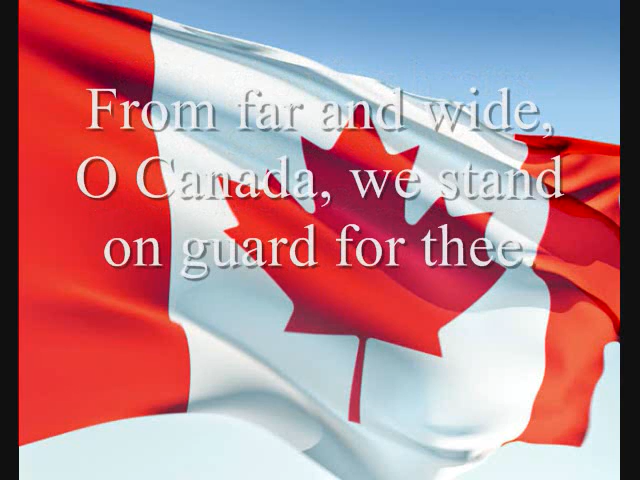 From far and wide,
O Canada, we stand
on guard for thee